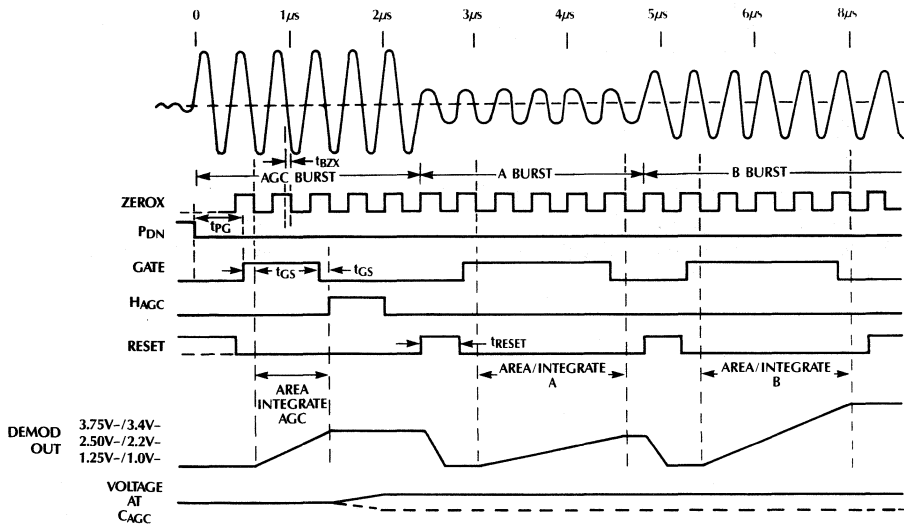 0 1μs 2μs 3μs 4μs 5μs 6μs 8μs
tBZX
AGC BURST A BURST B BURST
ZEROX
tPG
PDN
GATE
tGS tGS
HAGC
RESET
tRESET
AREA INTEGRATE AGC
AREA/INTEGRATE A
AREA/INTEGRATE B
DEMOD OUT
3.75V–/3.4V–
2.50V–/2.2V–
1.25V–/1.0V–
VOLTAGE AT CAGC